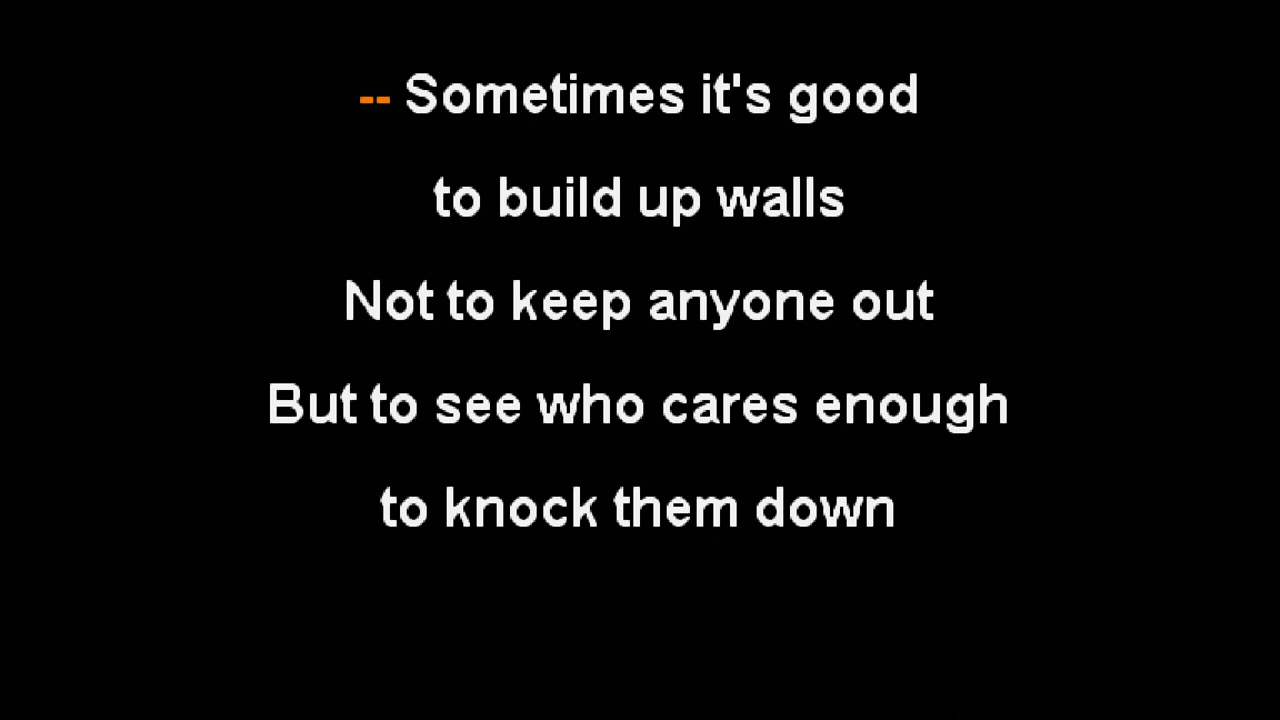 -- Sometimes it's good
to build up walls
Not to keep anyone out
But to see who cares enough
to knock them down